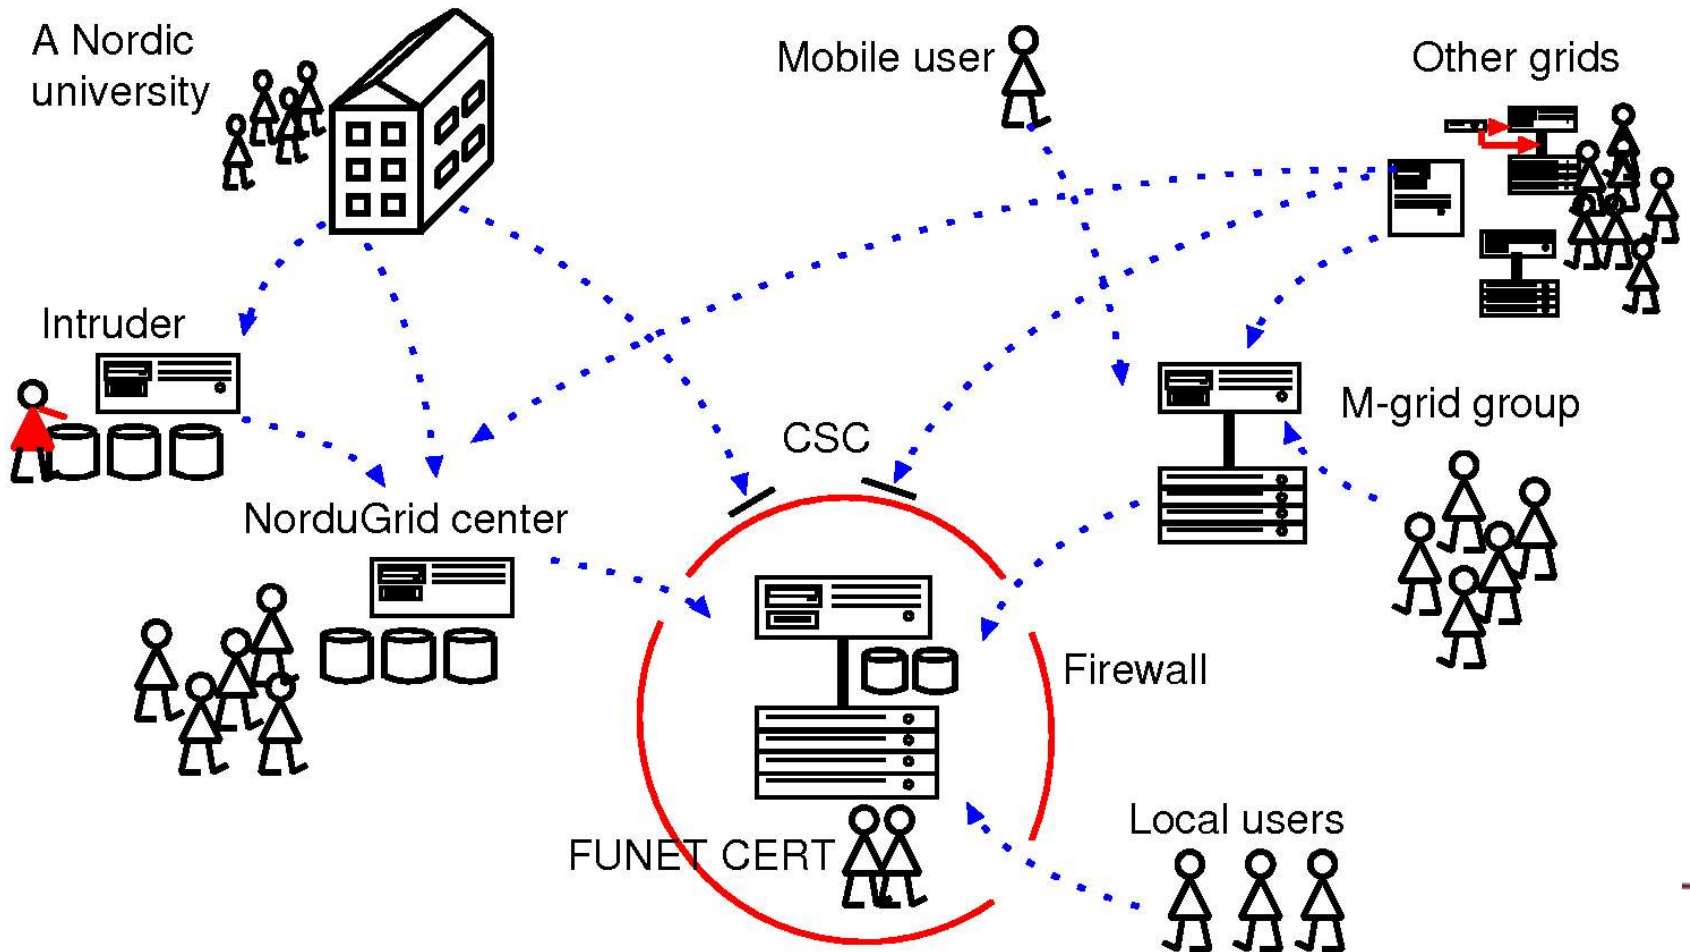 A Nordic
university
Mobile user
Other grids
Intruder
M-grid group
CSC
NorduGrid center
Firewall
Local users
FUNET CERT